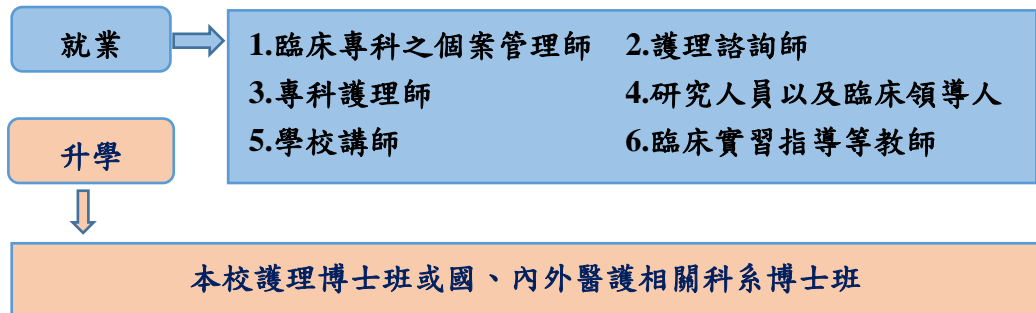 就業
1.臨床專科之個案管理師 2.護理諮詢師
3.專科護理師 4.研究人員以及臨床領導人
5.學校講師 6.臨床實習指導等教師
升學
本校護理博士班或國、內外醫護相關科系博士班